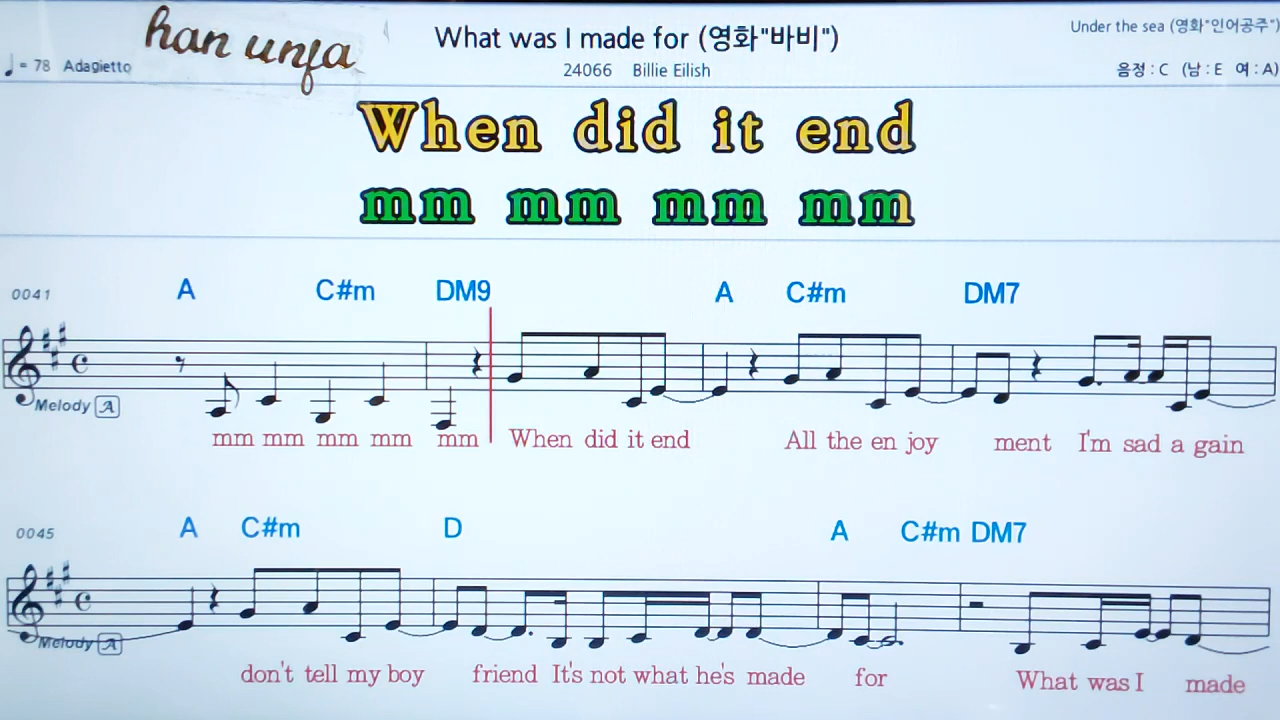 han unfa
What was I made for (영화"바비")
Under the sea (영화"인어공주")
♩= 78 Adagietto
24066 Billie Eilish
음정 : C (남 : E 여 : A)
When did it end
mm mm mm mm
0041 A C#m DM9 A C#m DM7
Melody A
mm mm mm mm mm When did it end All the en joy ment I'm sad a gain
0045 A C#m D A C#m DM7
Melody A
don't tell my boy friend It's not what he's made for What was I made